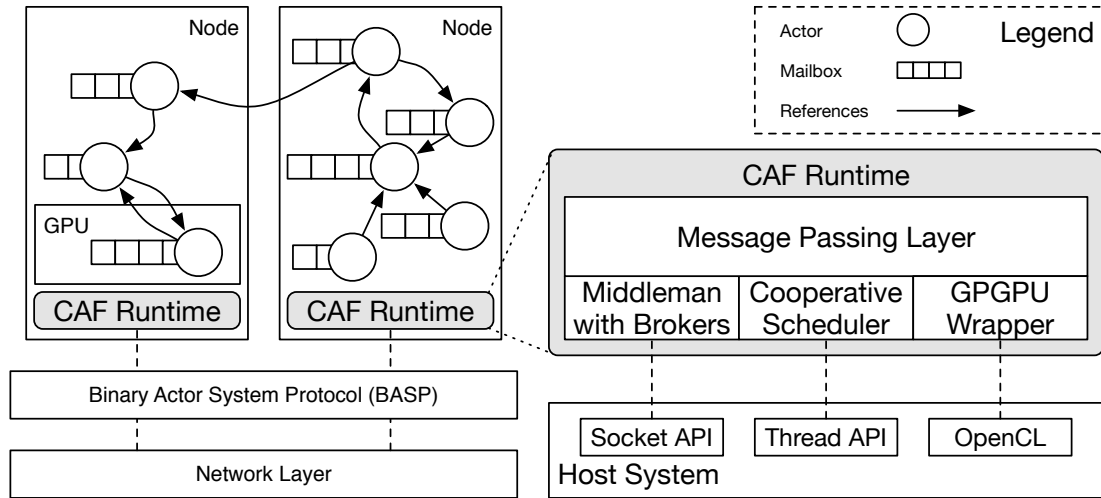 Node
GPU
CAF Runtime
Node
CAF Runtime
Binary Actor System Protocol (BASP)
Network Layer
Legend
Actor
Mailbox
References
CAF Runtime
Message Passing Layer
Middleman
with Brokers
Cooperative
Scheduler
GPGPU
Wrapper
Socket API
Thread API
OpenCL
Host System